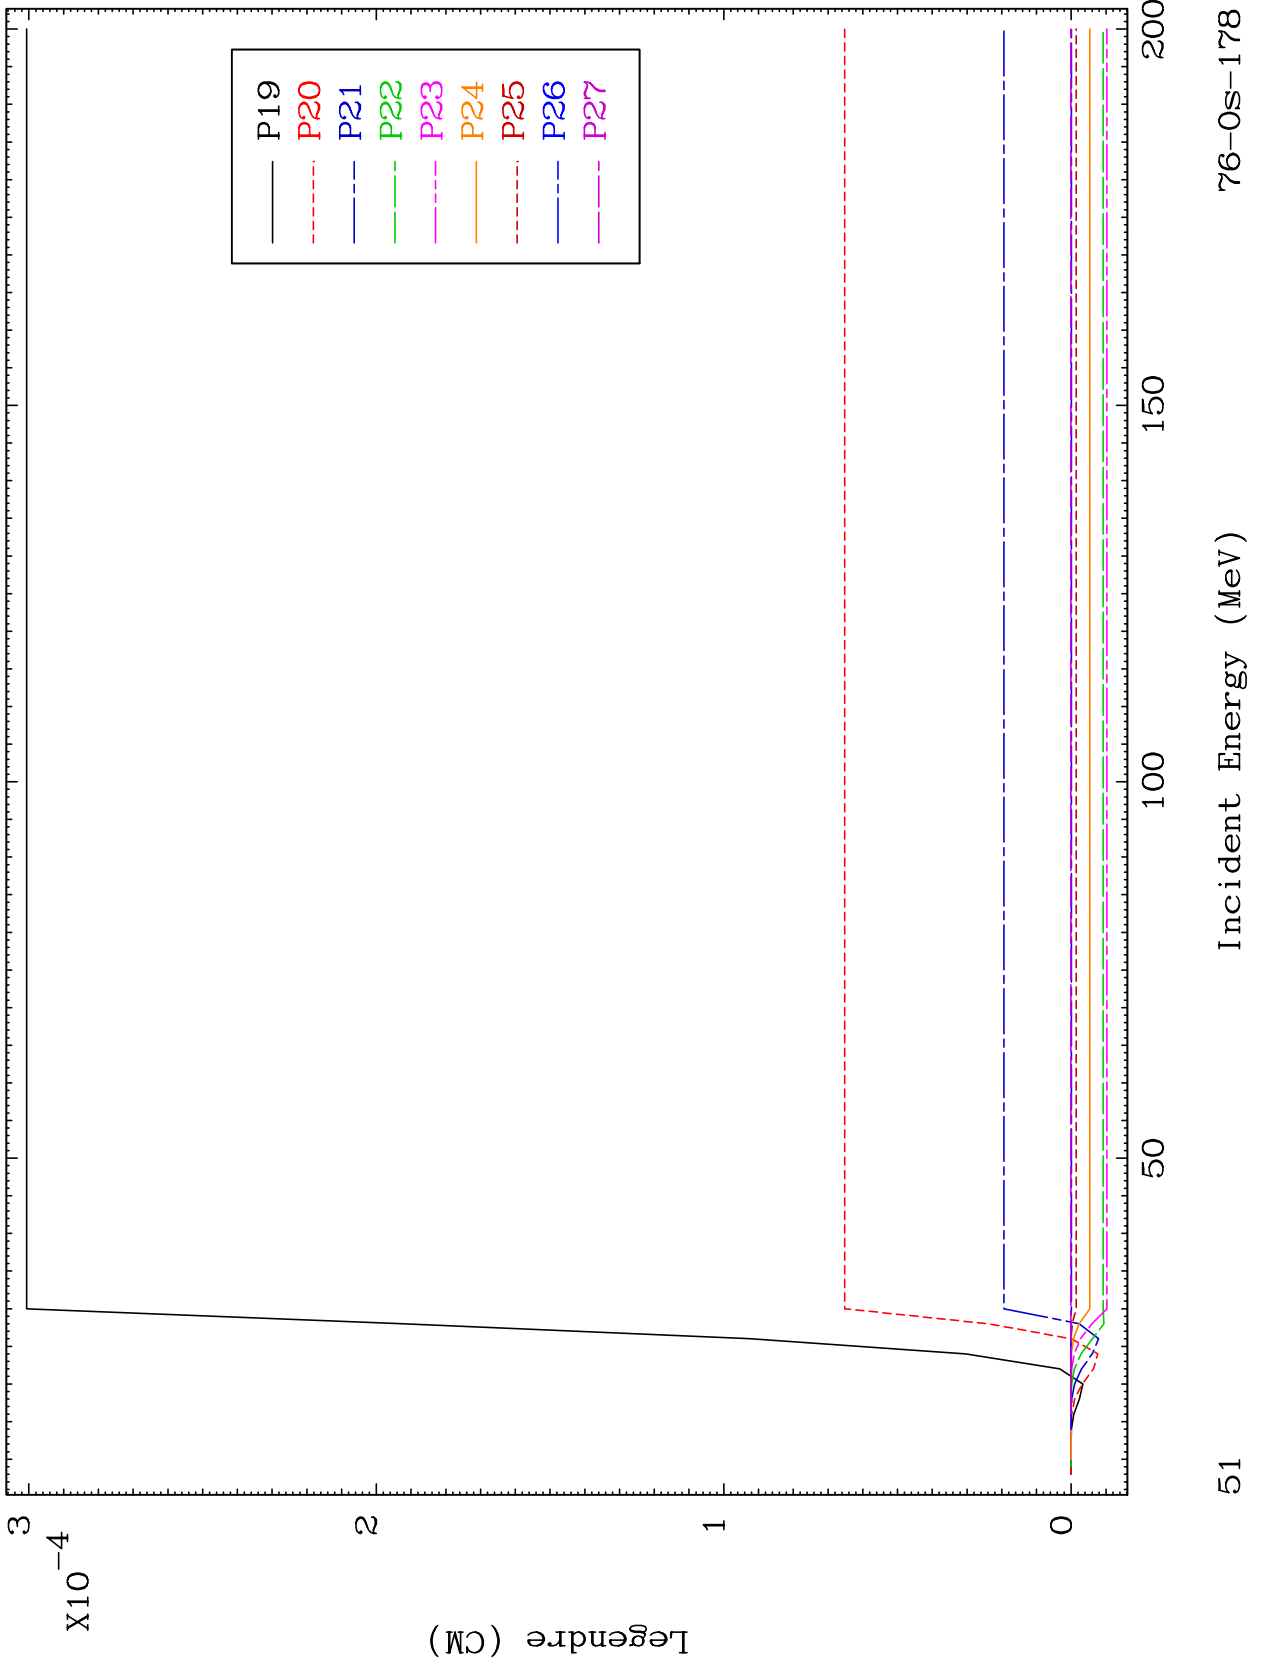 X10
-4
3
2
1
0
Legendre (CM)
P19
P20
P21
P22
P23
P24
P25
P26
P27
50
100
150
200
Incident Energy (MeV)
51
76-Os-178